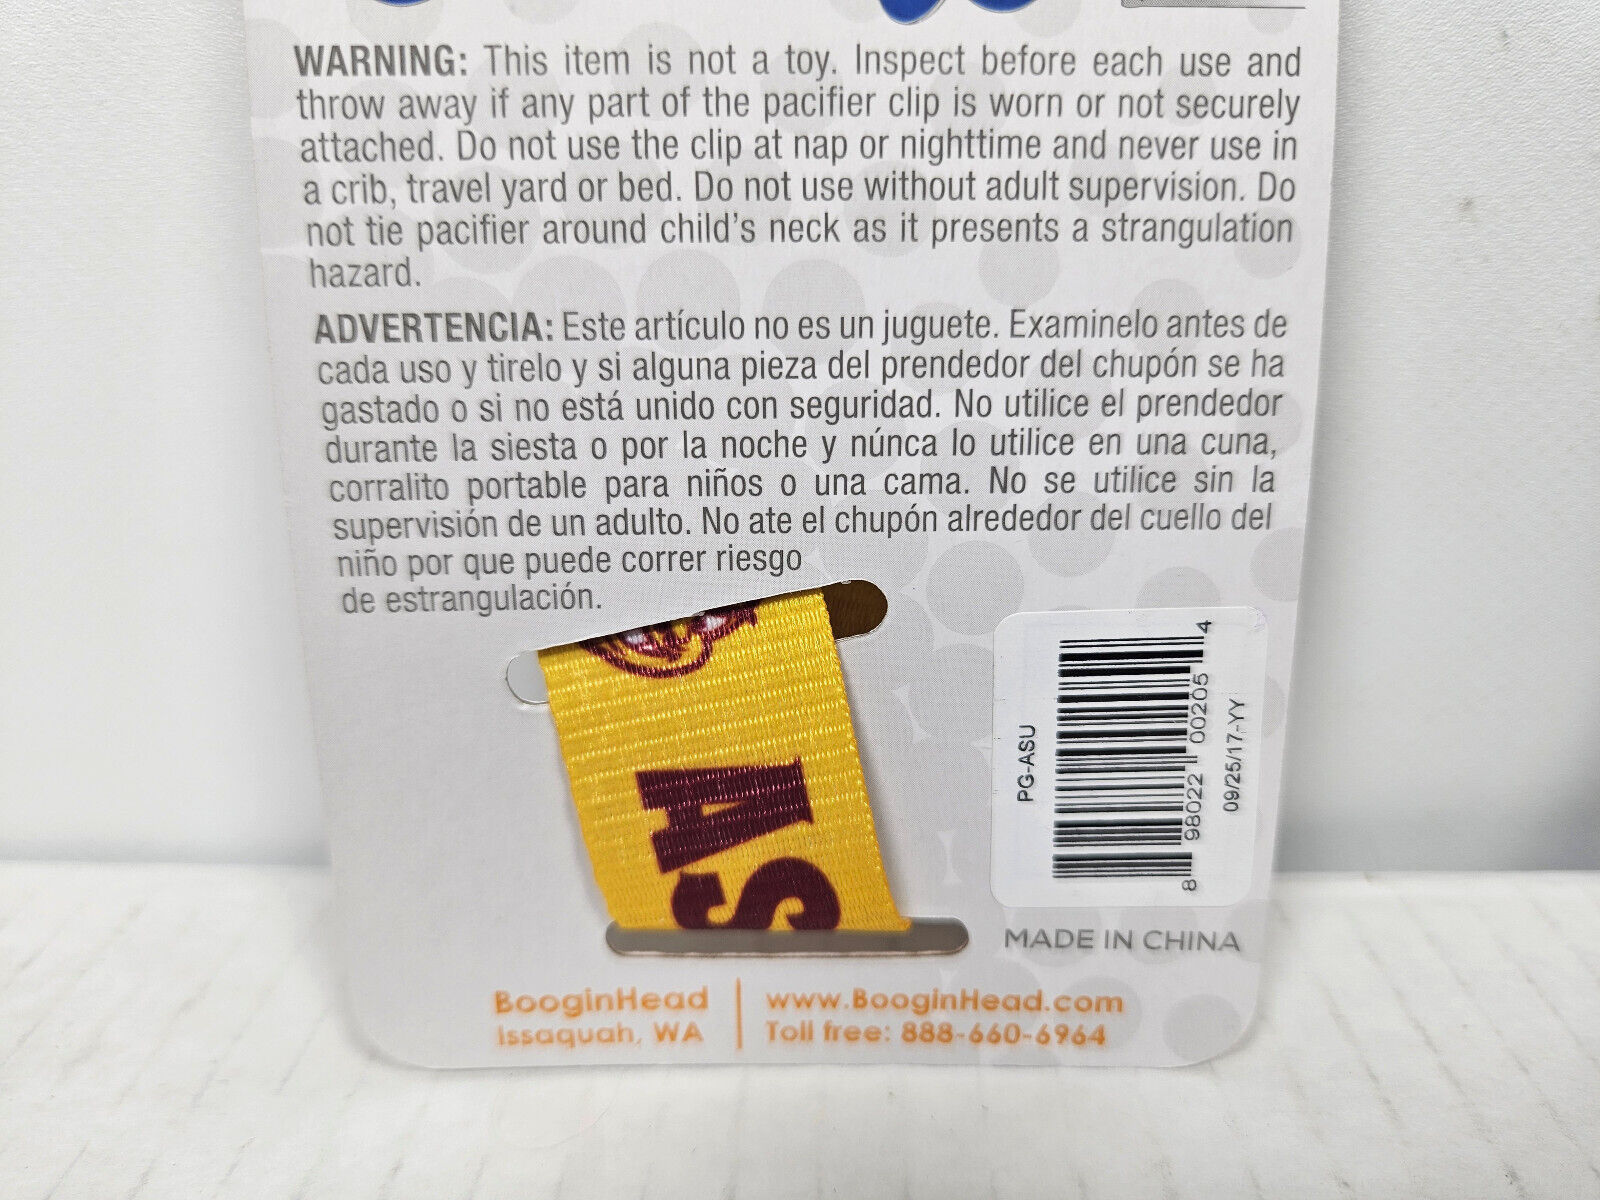 WARNING: This item is not a toy. Inspect before each use and
throw away if any part of the pacifier clip is worn or not securely
attached. Do not use the clip at nap or nighttime and never use in
a crib, travel yard or bed. Do not use without adult supervision. Do
not tie pacifier around child's neck as it presents a strangulation
hazard.
ADVERTENCIA: Este artículo no es un juguete. Examinelo antes de
cada uso y tirelo y si alguna pieza del prendedor del chupón se ha
gastado o si no está unido con seguridad. No utilice el prendedor
durante la siesta o por la noche y núnca lo utilice en una cuna,
corralito portable para niños o una cama. No se utilice sin la
supervisión de un adulto. No ate el chupón alrededor del cuello del
niño por que puede correr riesgo
de estrangulación.
AS
PG-ASU
8 98022 00205 4
09/25/17-YY
MADE IN CHINA
BooginHead
Issaquah, WA
www.BooginHead.com
Toll free: 888-660-6964